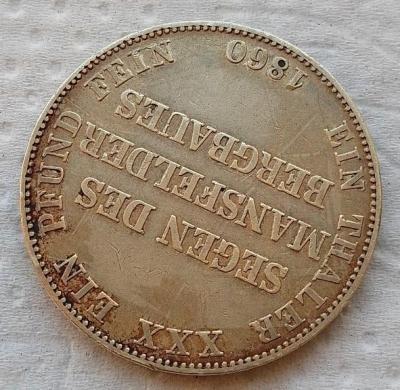 EIN THALER XXX EIN PFUND FEIN
SEGEN DES
MANSFELDER
BERGBAUES
1860